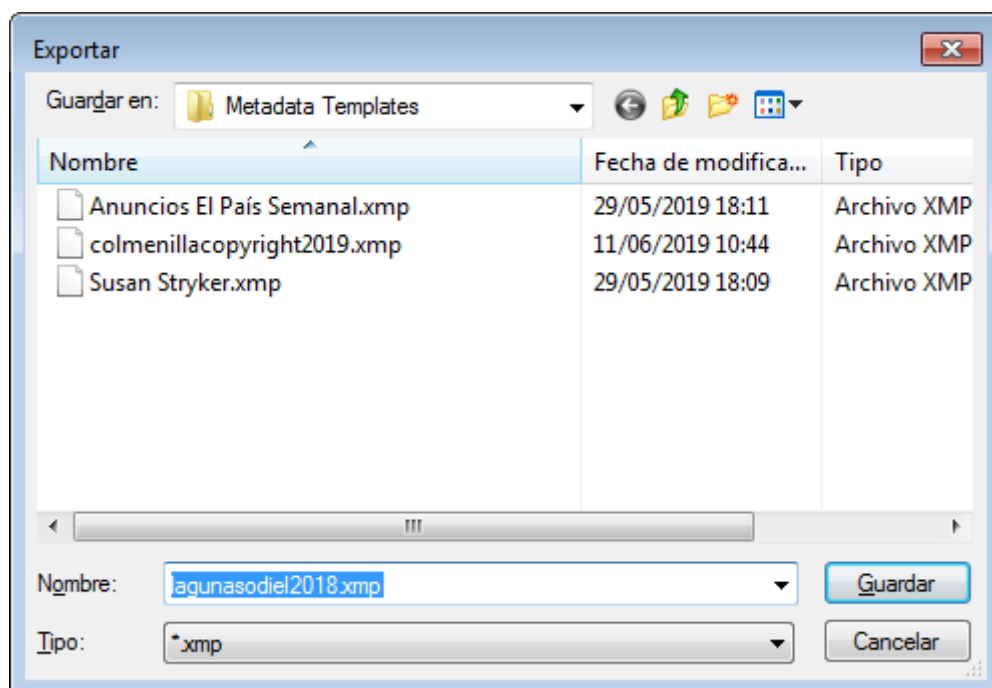 Exportar
Guardar en: Metadata Templates
Nombre Fecha de modifica... Tipo
Anuncios El País Semanal.xmp 29/05/2019 18:11 Archivo XMP
colmenillacopyright2019.xmp 11/06/2019 10:44 Archivo XMP
Susan Stryker.xmp 29/05/2019 18:09 Archivo XMP
Nombre: lagunasodiel2018.xmp Guardar
Tipo: *.xmp Cancelar